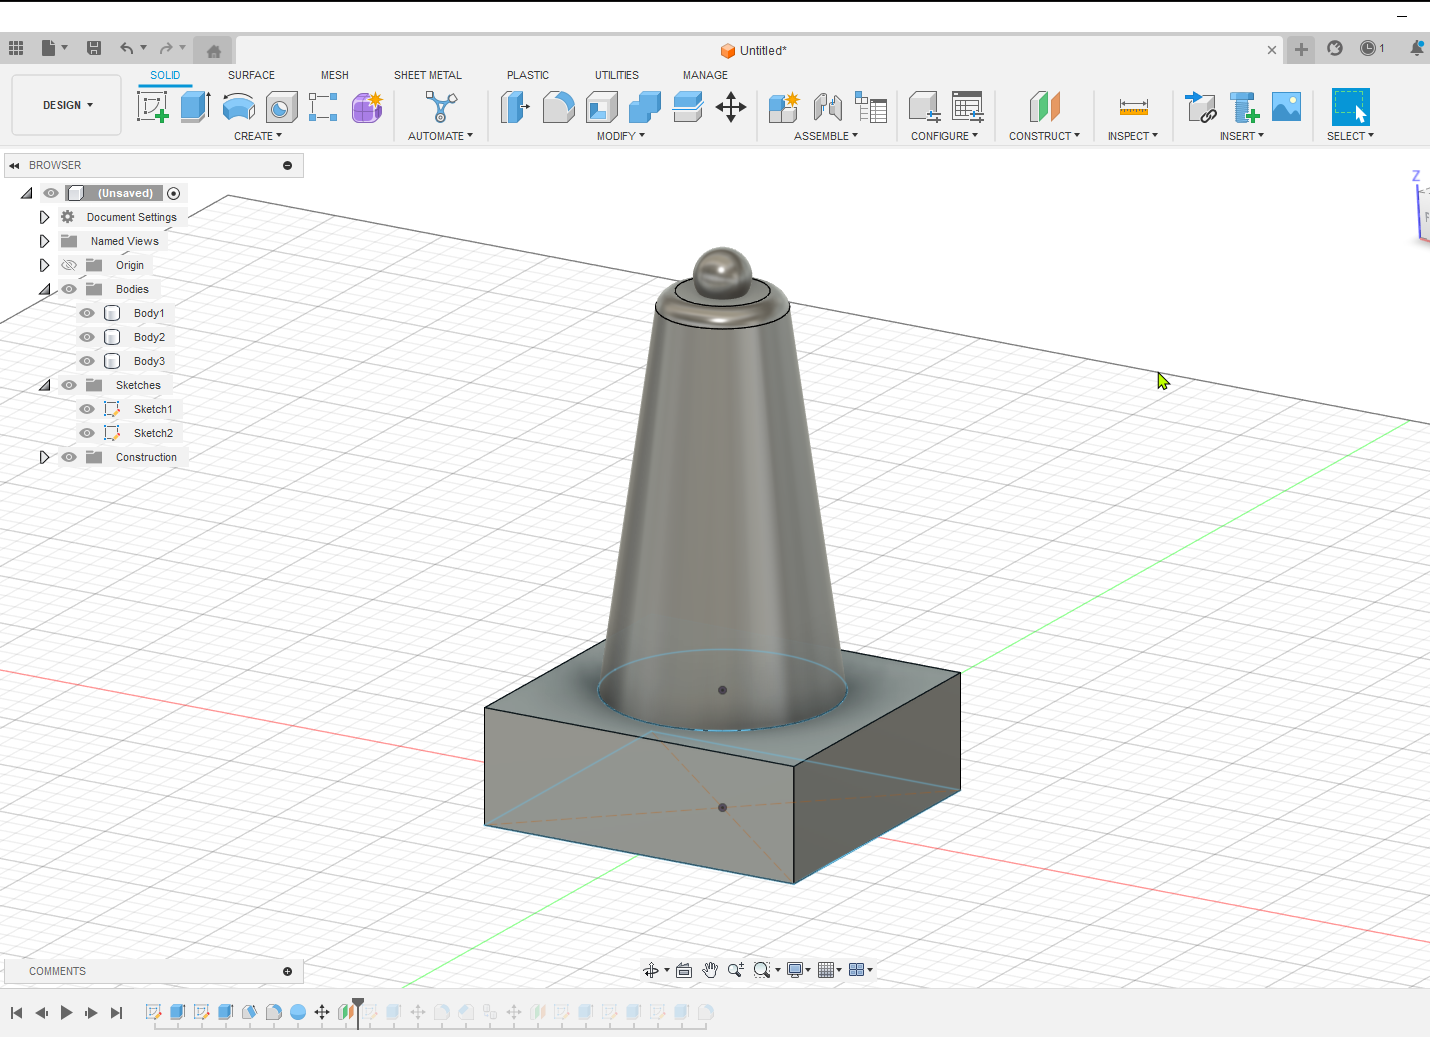 Untitled*
1
DESIGN
SOLID
SURFACE
MESH
SHEET METAL
PLASTIC
UTILITIES
MANAGE
CREATE
AUTOMATE
MODIFY
ASSEMBLE
CONFIGURE
CONSTRUCT
INSPECT
INSERT
SELECT
BROWSER
(Unsaved)
Document Settings
Named Views
Origin
Bodies
Body1
Body2
Body3
Sketches
Sketch1
Sketch2
Construction
Z
COMMENTS